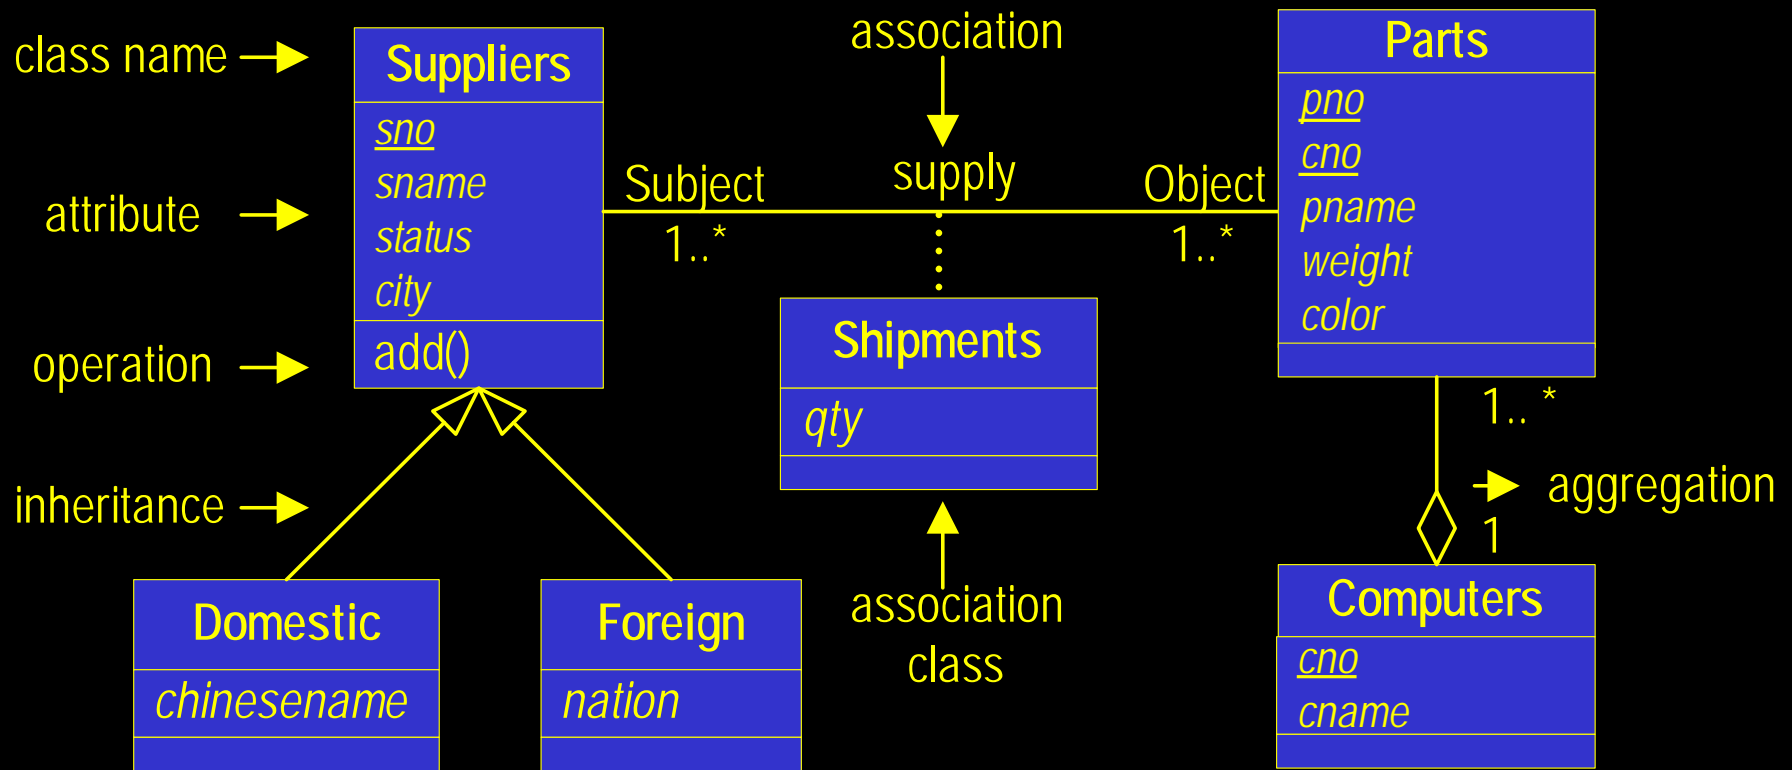 class name
attribute
operation
inheritance
Suppliers
sno
sname
status
city
add()
Domestic
chinesename
Foreign
nation
association
Subject
supply
Object
1..*
1..*
Shipments
qty
association
class
Parts
pno
cno
pname
weight
color
1.. *
aggregation
1
Computers
cno
cname